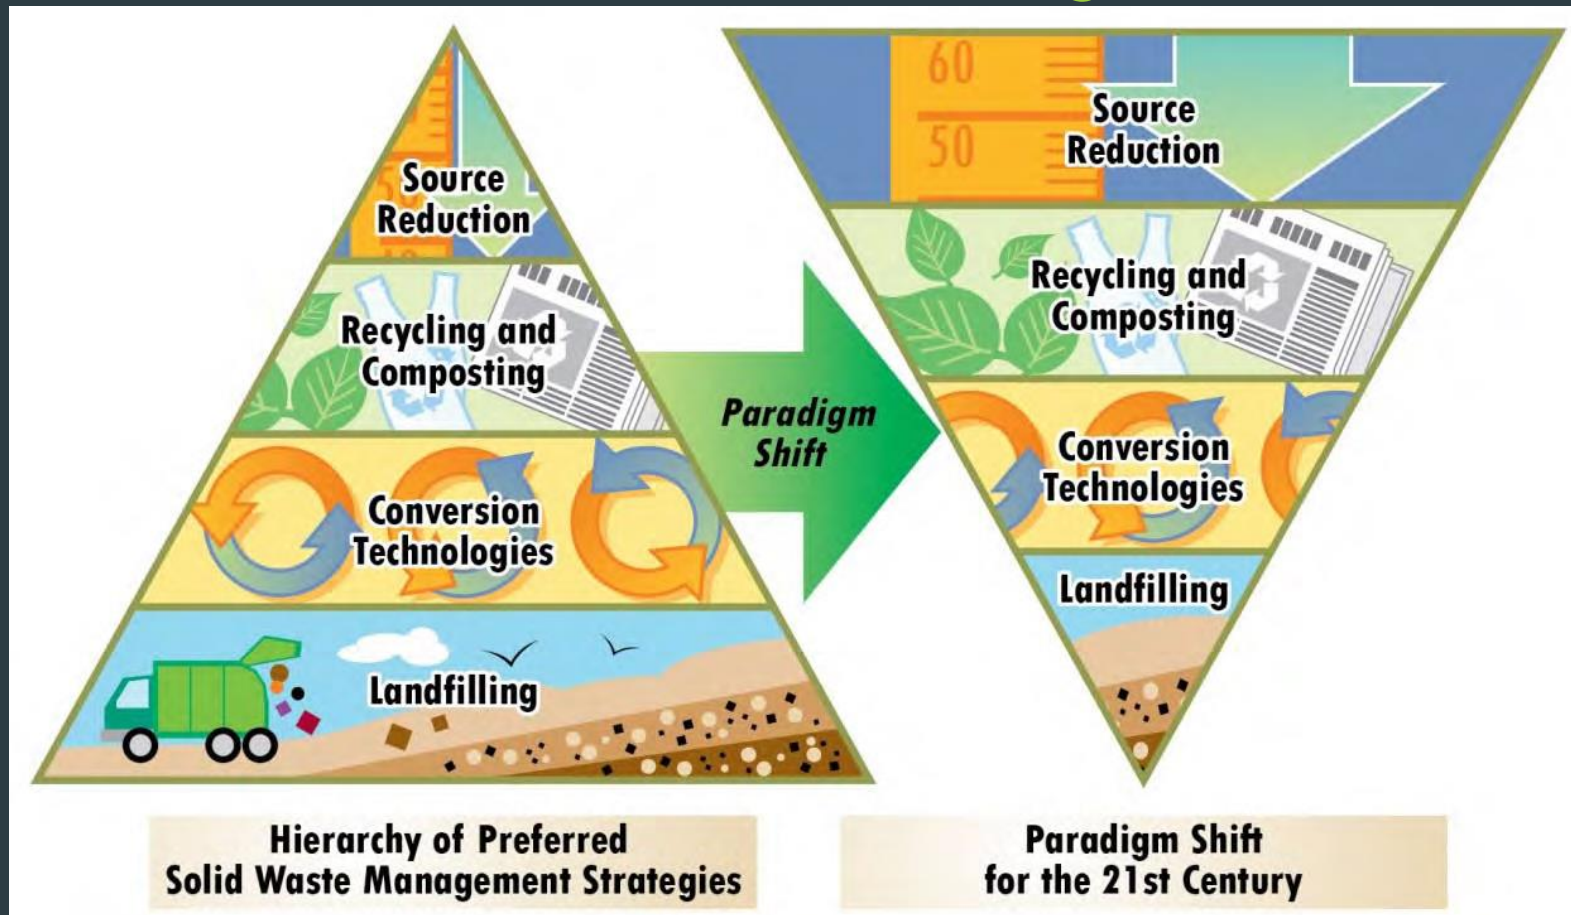 Source
Reduction
Recycling and
Composting
Conversion
Technologies
Landfilling
Paradigm
Shift
60
50
Source
Reduction
Recycling and
Composting
Conversion
Technologies
Landfilling
Hierarchy of Preferred
Solid Waste Management Strategies
Paradigm Shift
for the 21st Century